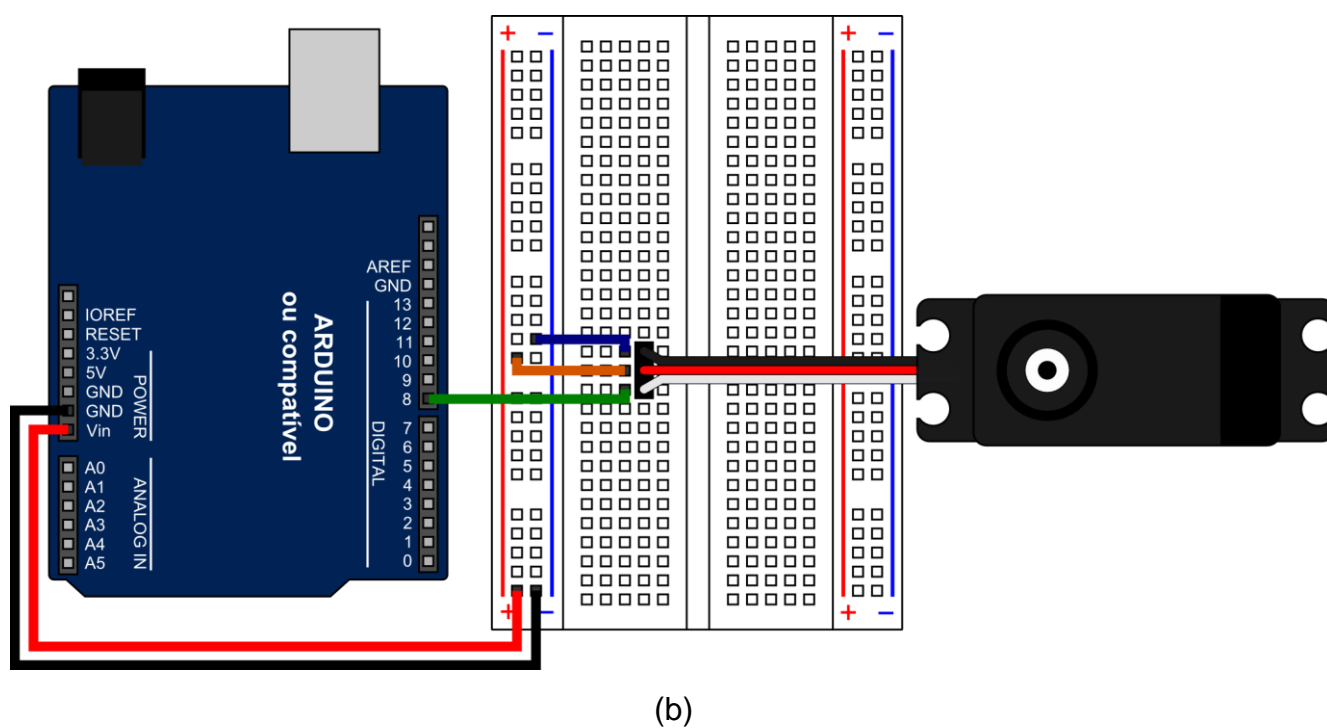 + −
+ −
AREF
GND
13
12
11
10
9
8
7
6
5
4
3
2
1
0
DIGITAL
ARDUINO
ou compatível
IOREF
RESET
3.3V
5V
GND
GND
Vin
POWER
A0
A1
A2
A3
A4
A5
ANALOG IN
+ −
+ −
(b)